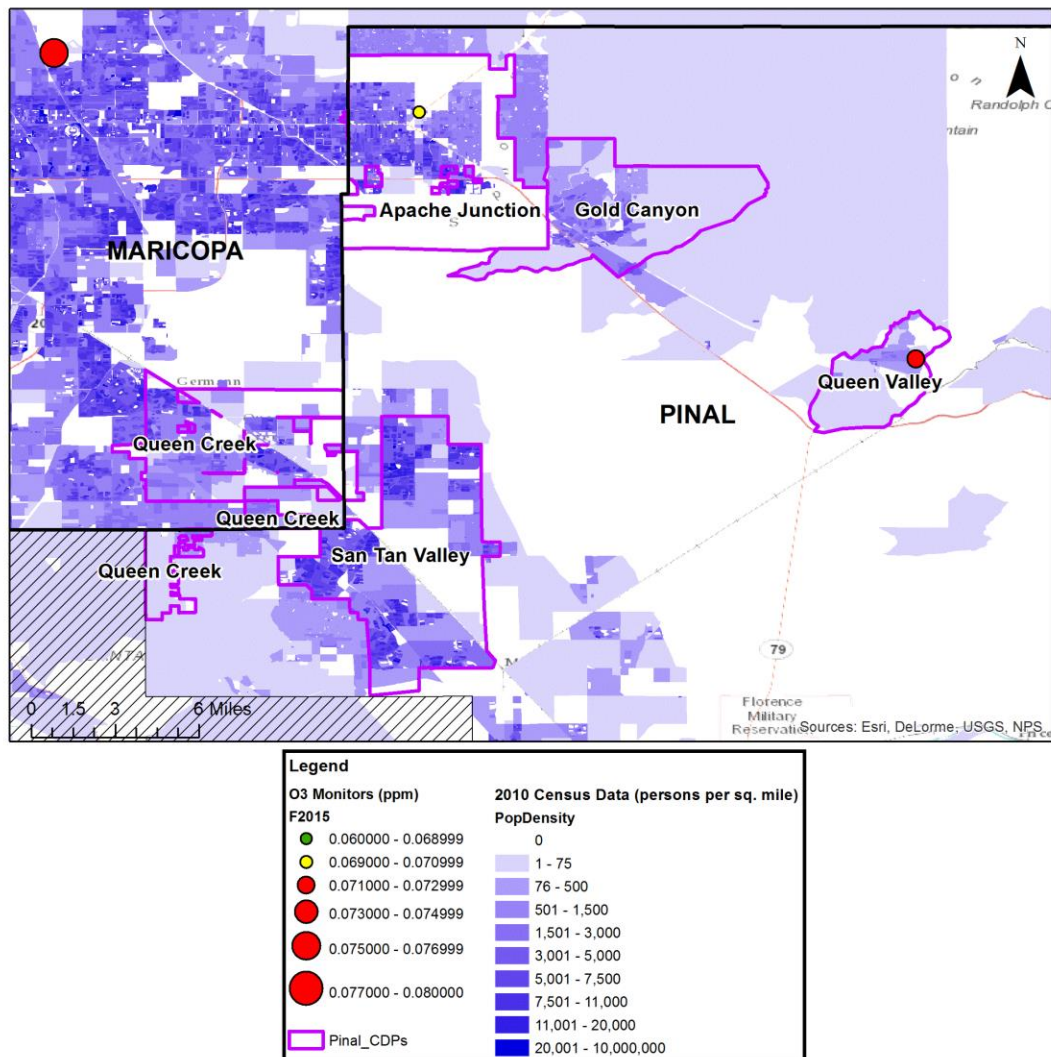 N
Randolph
ntain
Apache Junction
Gold Canyon
MARICOPA
20
3
Germann
Queen Valley
PINAL
Queen Creek
Queen Creek
San Tan Valley
Queen Creek
79
0 1.5 3 6 Miles
Florence
Military
Reservation
Sources: Esri, DeLorme, USGS, NPS
Legend
O3 Monitors (ppm)
F2015
0.060000 - 0.068999
0.069000 - 0.070999
0.071000 - 0.072999
0.073000 - 0.074999
0.075000 - 0.076999
0.077000 - 0.080000
Pinal_CDPs
2010 Census Data (persons per sq. mile)
PopDensity
0
1 - 75
76 - 500
501 - 1,500
1,501 - 3,000
3,001 - 5,000
5,001 - 7,500
7,501 - 11,000
11,001 - 20,000
20,001 - 10,000,000